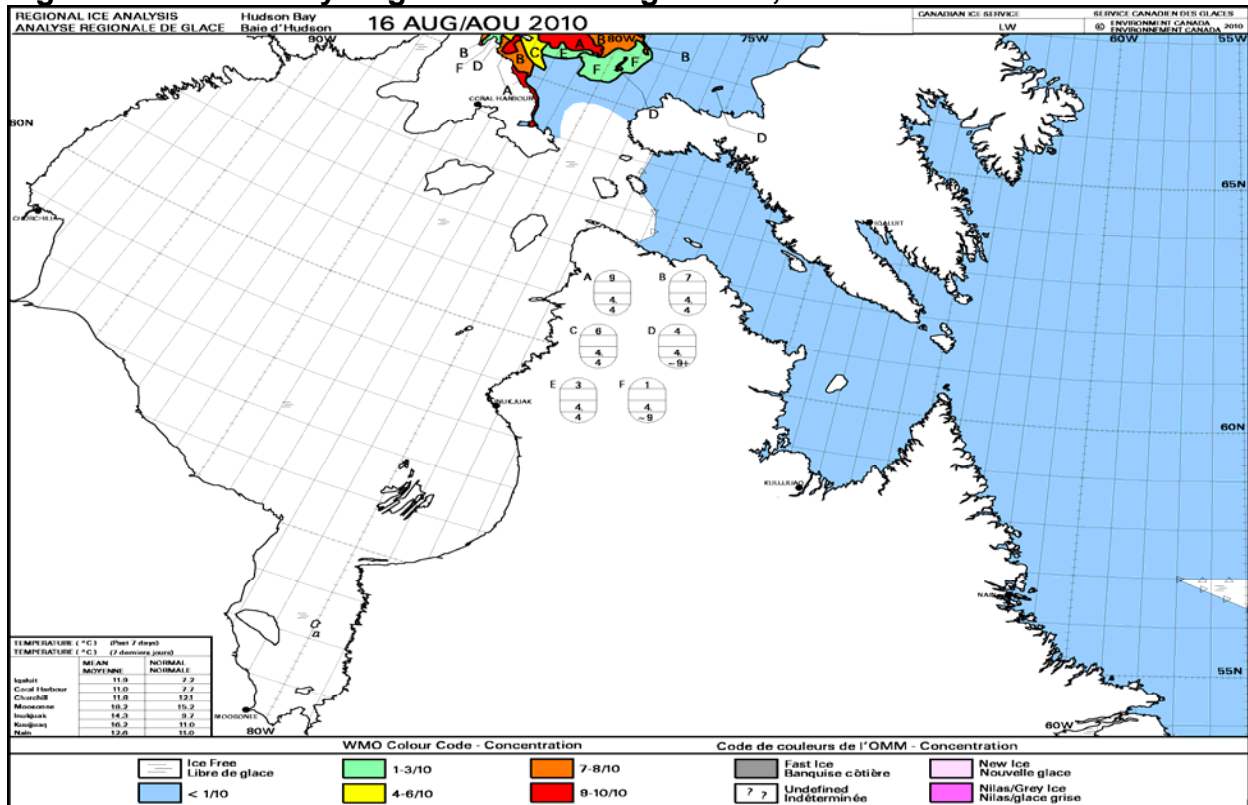 REGIONAL ICE ANALYSIS
ANALYSE REGIONALE DE GLACE
Hudson Bay
Baie d'Hudson
16 AUG/AOU 2010
CANADIAN ICE SERVICE
SERVICE CANADIEN DES GLACES
LW
© ENVIRONMENT CANADA
ENVIRONNEMENT CANADA
2010
90W
80W
75W
60W
55W
B
F
D
A
B
C
E
A
B
F
F
B
D
D
CORAL HARBOUR
60N
65N
CHURCHILL
IQALUIT
A 9 4. 4
B 7 4. 4
C 6 4. 4
D 4 4. ~9+
E 3 4. 4
F 1 4. ~9
INUKJUAK
60N
KUUJJUAQ
NAIN
55N
MOOSONEE
80W
60W
TEMPERATURE (°C) (Past 7 days)
TEMPERATURE (°C) (7 derniers jours)
MEAN NORMAL
MOYENNE NORMALE
Iqaluit 11.9 7.2
Coral Harbour 11.0 7.7
Churchill 11.8 12.1
Moosonee 18.2 15.2
Inukjuak 14.3 9.7
Kuujjuaq 16.2 11.0
Nain 12.6 11.0
WMO Colour Code - Concentration
Code de couleurs de l'OMM - Concentration
Ice Free
Libre de glace
1-3/10
7-8/10
Fast Ice
Banquise côtière
New Ice
Nouvelle glace
< 1/10
4-6/10
9-10/10
? ?
Undefined
Indéterminée
Nilas/Grey Ice
Nilas/glace grise